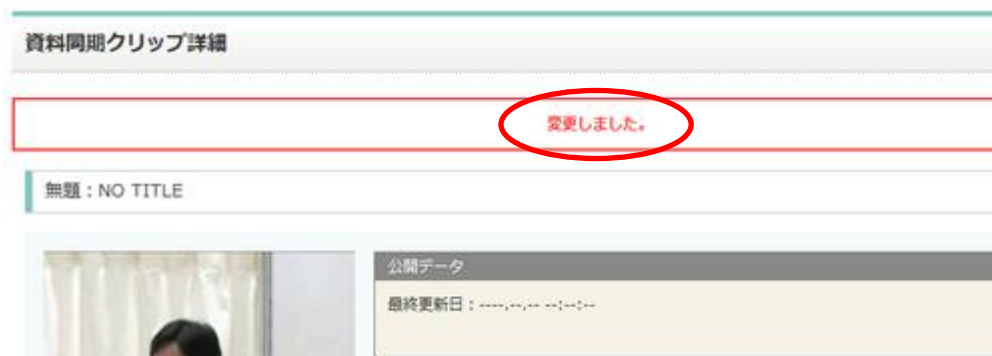 資料同期クリップ詳細
変更しました。
無題：NO TITLE
公開データ
最終更新日：----.--.-- --:--:--